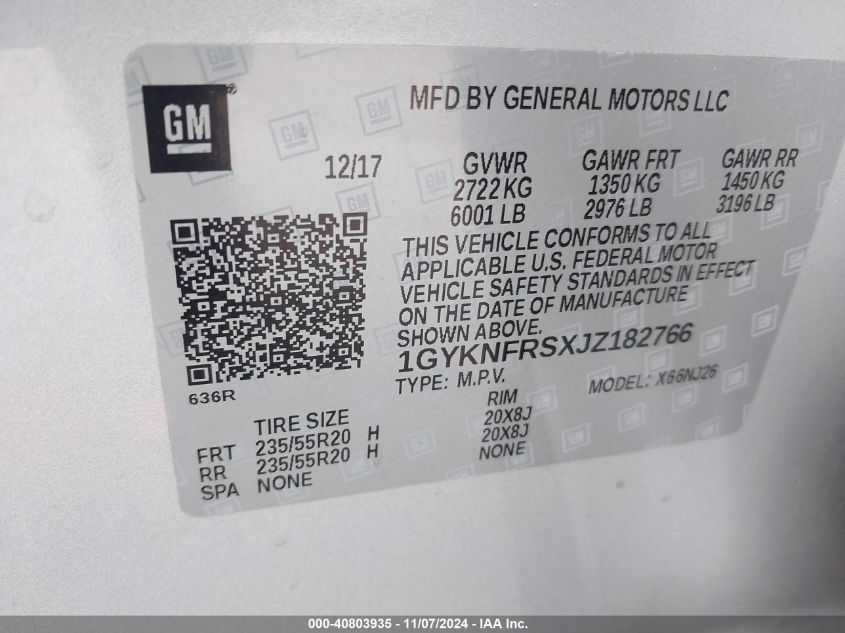 GM
MFD BY GENERAL MOTORS LLC
12/17
GVWR GAWR FRT GAWR RR
2722 KG 1350 KG 1450 KG
6001 LB 2976 LB 3196 LB
THIS VEHICLE CONFORMS TO ALL
APPLICABLE U.S. FEDERAL MOTOR
VEHICLE SAFETY STANDARDS IN EFFECT
ON THE DATE OF MANUFACTURE
SHOWN ABOVE.
1GYKNFRSXJZ182766
TYPE: M.P.V. MODEL: X66NJ26
636R
TIRE SIZE RIM
FRT 235/55R20 H 20X8J
RR 235/55R20 H 20X8J
SPA NONE NONE
000-40803935 - 11/07/2024 - IAA Inc.